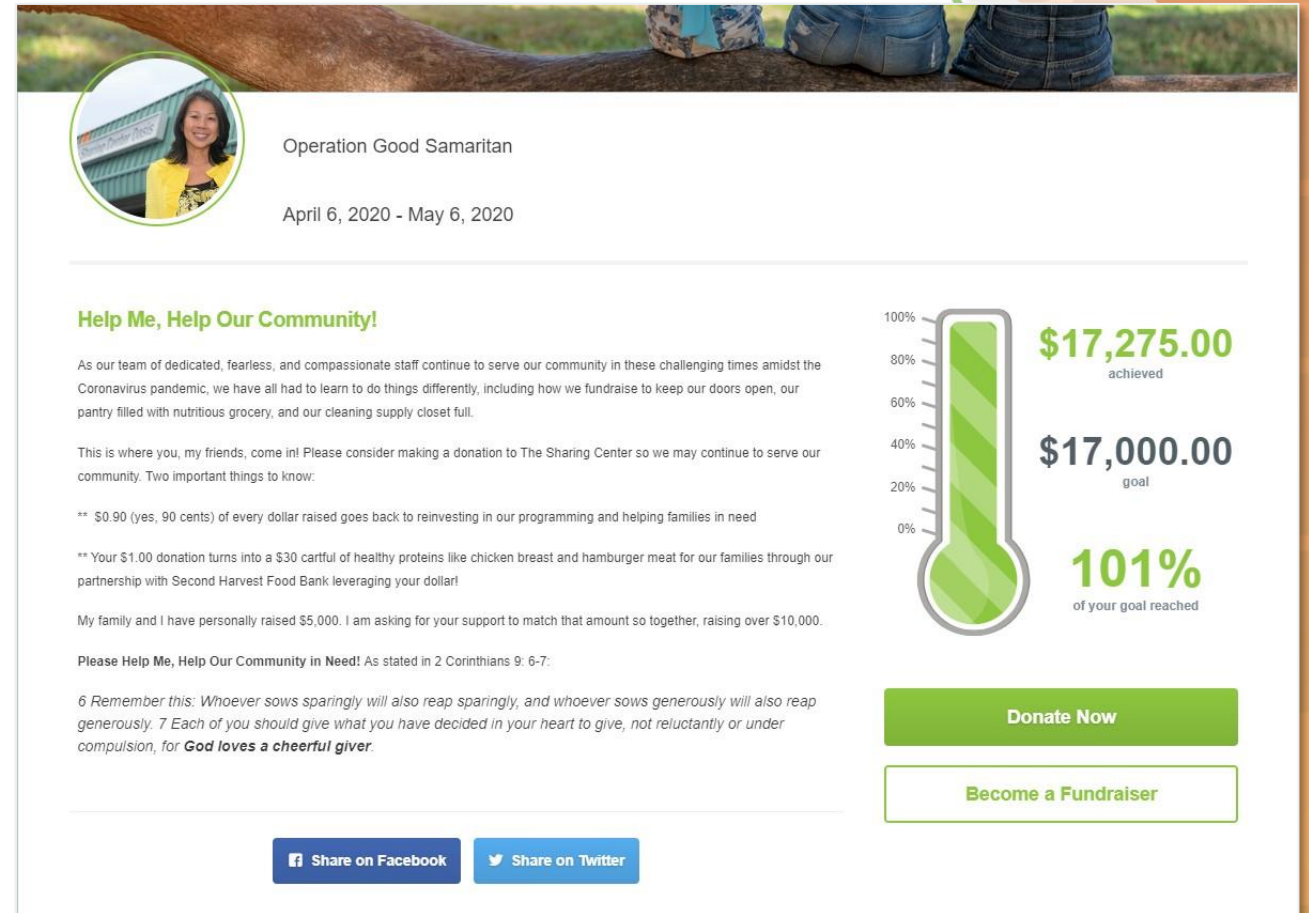 Sharing Center Oasis
Operation Good Samaritan
April 6, 2020 - May 6, 2020
Help Me, Help Our Community!
As our team of dedicated, fearless, and compassionate staff continue to serve our community in these challenging times amidst the
Coronavirus pandemic, we have all had to learn to do things differently, including how we fundraise to keep our doors open, our
pantry filled with nutritious grocery, and our cleaning supply closet full.
This is where you, my friends, come in! Please consider making a donation to The Sharing Center so we may continue to serve our
community. Two important things to know:
** $0.90 (yes, 90 cents) of every dollar raised goes back to reinvesting in our programming and helping families in need
** Your $1.00 donation turns into a $30 cartful of healthy proteins like chicken breast and hamburger meat for our families through our
partnership with Second Harvest Food Bank leveraging your dollar!
My family and I have personally raised $5,000. I am asking for your support to match that amount so together, raising over $10,000.
Please Help Me, Help Our Community in Need! As stated in 2 Corinthians 9: 6-7:
6 Remember this: Whoever sows sparingly will also reap sparingly, and whoever sows generously will also reap
generously. 7 Each of you should give what you have decided in your heart to give, not reluctantly or under
compulsion, for God loves a cheerful giver.
Share on Facebook
Share on Twitter
100%
80%
60%
40%
20%
0%
$17,275.00
achieved
$17,000.00
goal
101%
of your goal reached
Donate Now
Become a Fundraiser